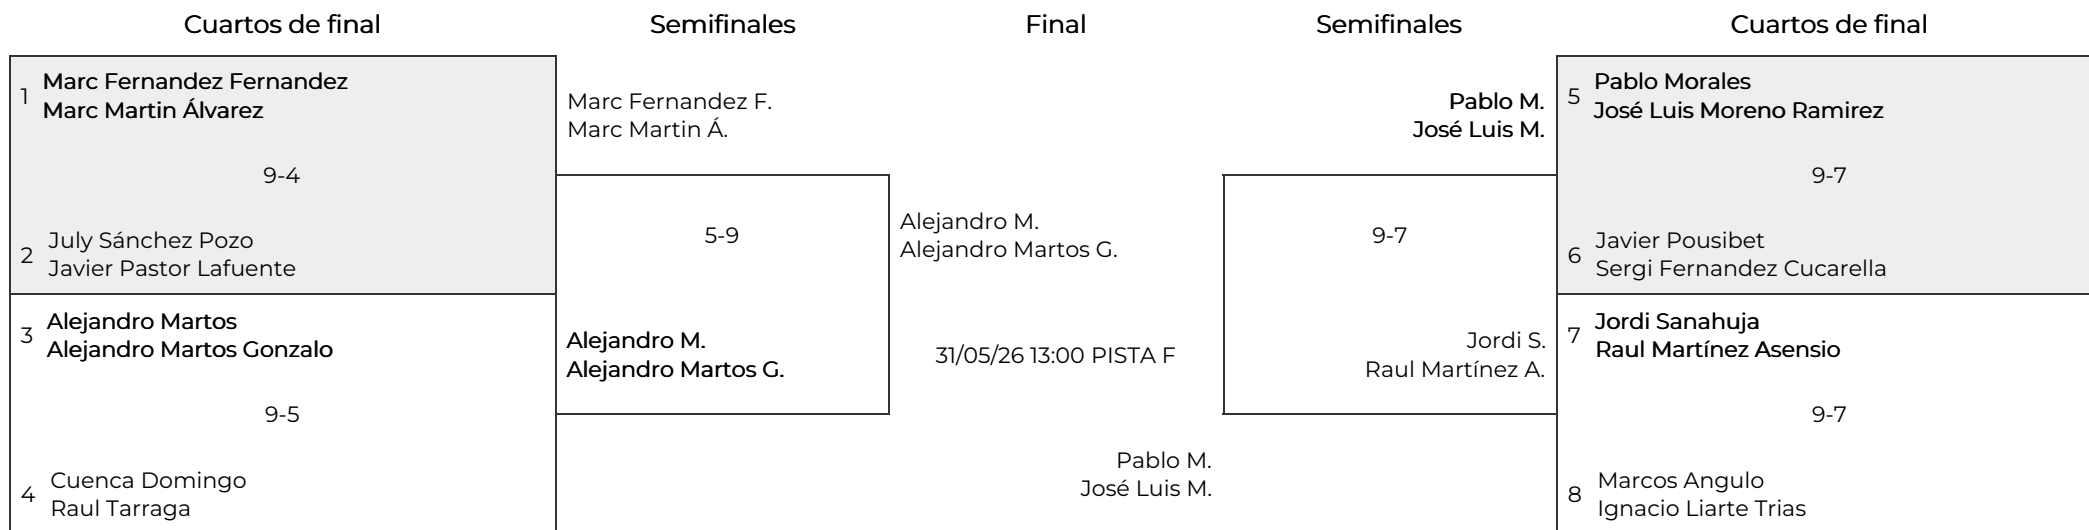 Cuartos de final
Semifinales
Final
Semifinales
Cuartos de final
1
Marc Fernandez Fernandez
Marc Martin Álvarez
9-4
2
July Sánchez Pozo
Javier Pastor Lafuente
3
Alejandro Martos
Alejandro Martos Gonzalo
9-5
4
Cuenca Domingo
Raul Tarraga
Marc Fernandez F.
Marc Martin Á.
5-9
Alejandro M.
Alejandro Martos G.
Alejandro M.
Alejandro Martos G.
31/05/26 13:00 PISTA F
Pablo M.
José Luis M.
Pablo M.
José Luis M.
9-7
Jordi S.
Raul Martínez A.
5
Pablo Morales
José Luis Moreno Ramirez
9-7
6
Javier Pousibet
Sergi Fernandez Cucarella
7
Jordi Sanahuja
Raul Martínez Asensio
9-7
8
Marcos Angulo
Ignacio Liarte Trias